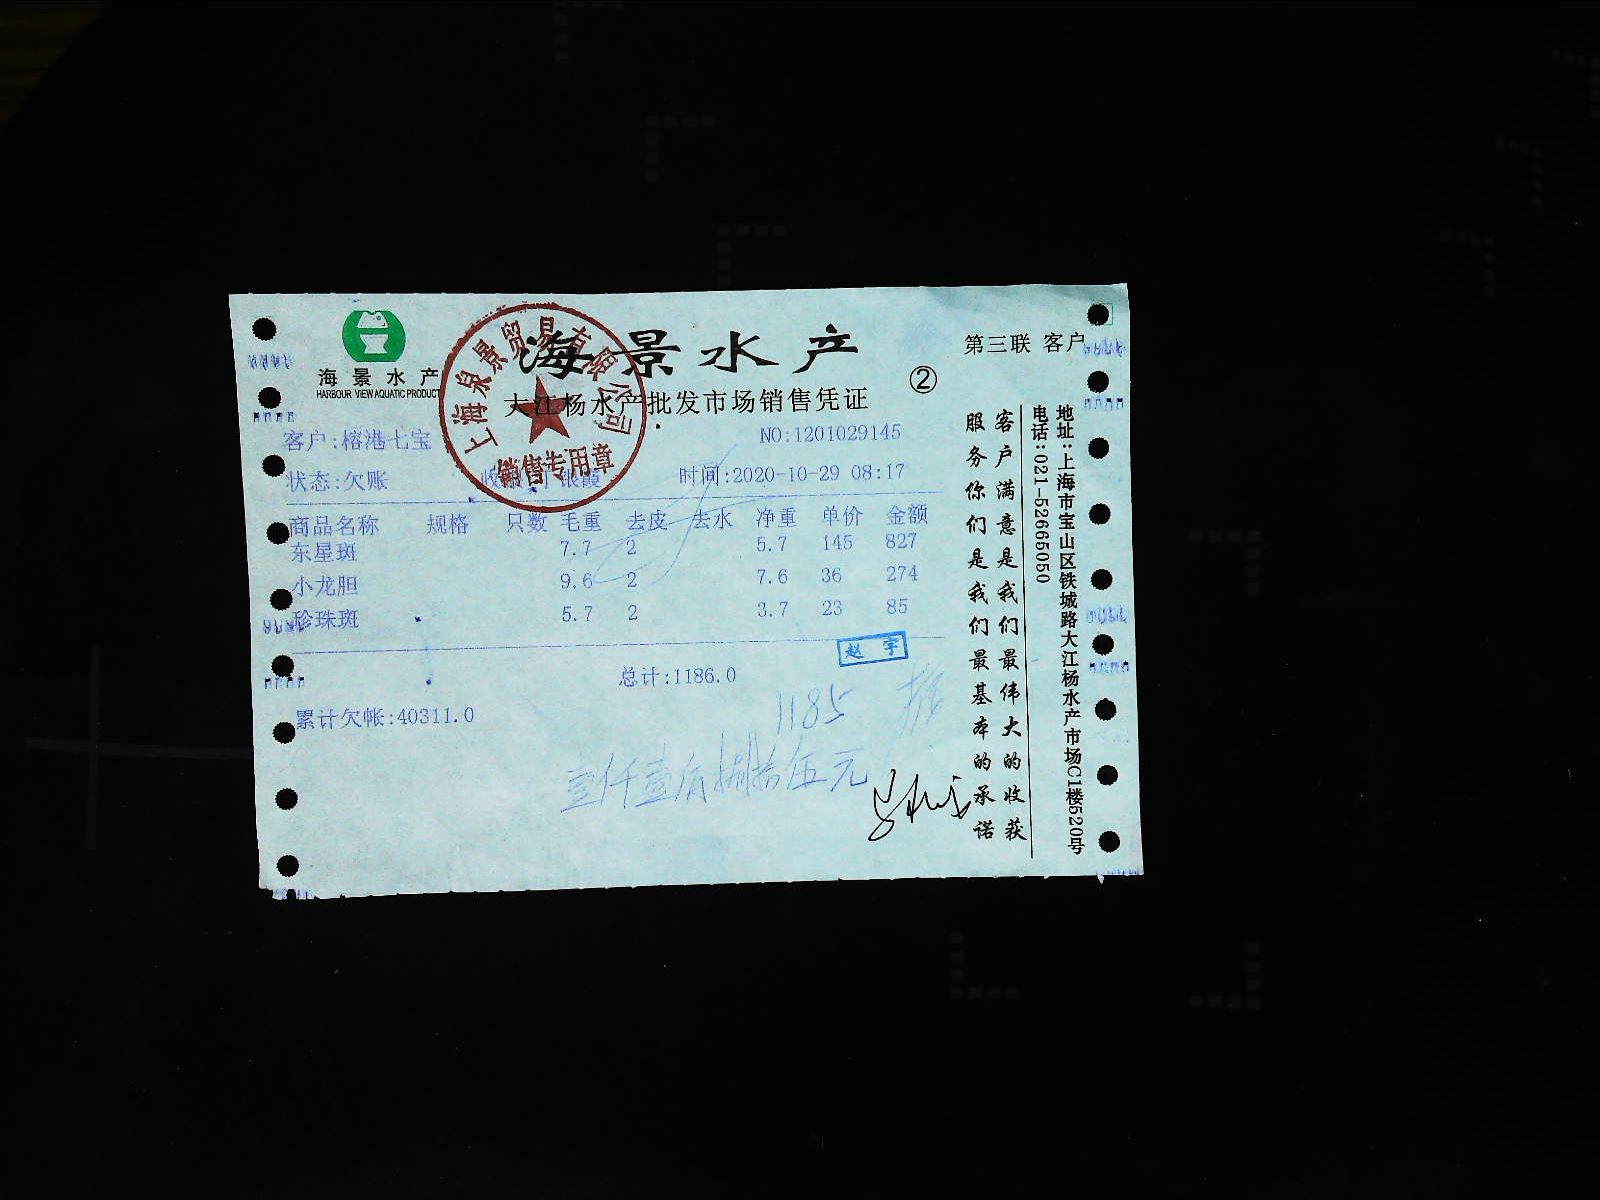 海景水产
HARBOUR VIEW AQUATIC PRODUCT
海景水产
大江杨水产批发市场销售凭证
②
第三联 客户
上海泉景贸易有限公司
销售专用章
客户:榕港七宝
NO:1201029145
状态:欠账
时间:2020-10-29 08:17
商品名称 规格 只数 毛重 去皮 去水 净重 单价 金额
东星斑 7.7 2 5.7 145 827
小龙胆 9.6 2 7.6 36 274
珍珠斑 5.7 2 3.7 23 85
赵宇
总计:1186.0
累计欠帐:40311.0
1185
壹仟壹佰捌拾伍元
客户满意是我们最伟大的收获
服务你们是我们最基本的承诺
地址:上海市宝山区铁城路大江杨水产市场C1楼520号
电话:021-52665050